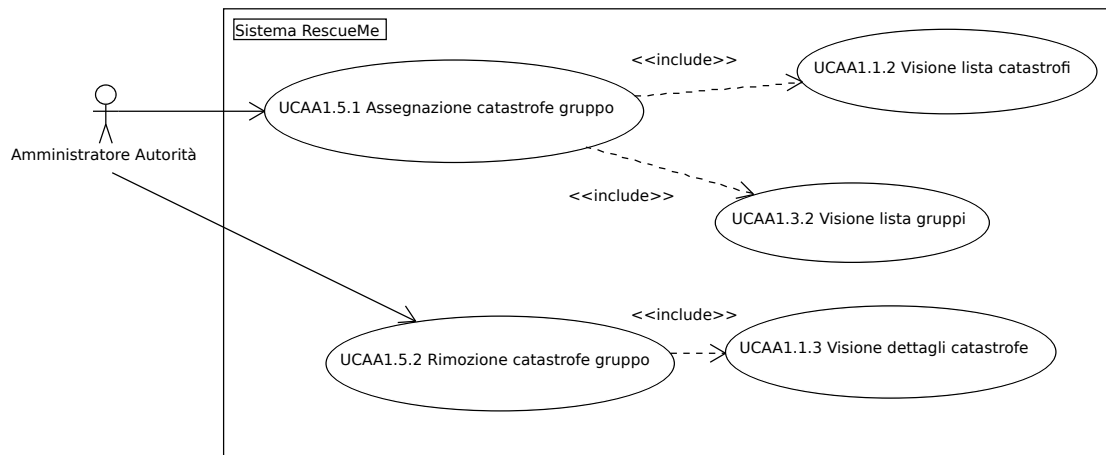 Sistema RescueMe
<<include>>
UCAA1.1.2 Visione lista catastrofi
UCAA1.5.1 Assegnazione catastrofe gruppo
Amministratore Autorità
<<include>>
UCAA1.3.2 Visione lista gruppi
<<include>>
UCAA1.5.2 Rimozione catastrofe gruppo
UCAA1.1.3 Visione dettagli catastrofe